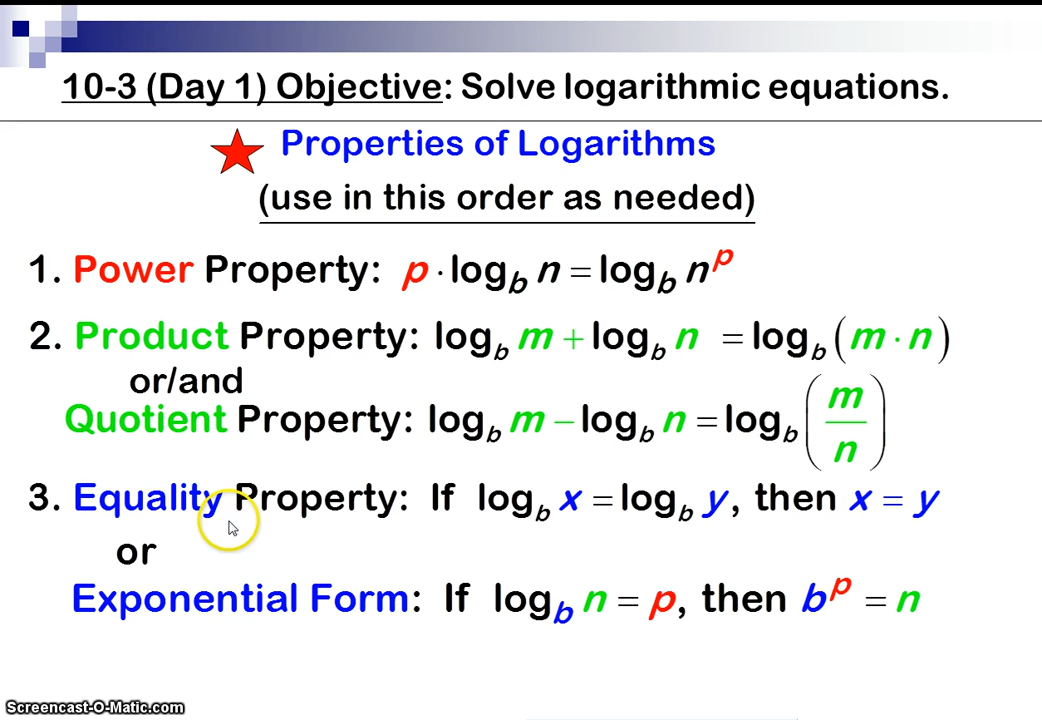 10-3 (Day 1) Objective: Solve logarithmic equations.
Properties of Logarithms
(use in this order as needed)
1. Power Property: p · log_b n = log_b n^p
2. Product Property: log_b m + log_b n = log_b (m · n)
or/and
Quotient Property: log_b m − log_b n = log_b (m/n)
3. Equality Property: If log_b x = log_b y, then x = y
or
Exponential Form: If log_b n = p, then b^p = n
Screencast-O-Matic.com